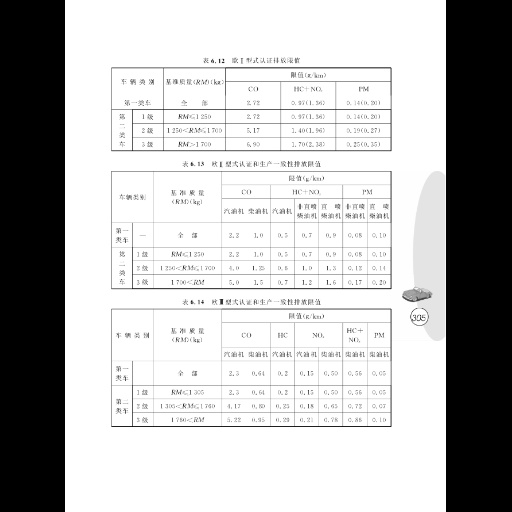 表 6.12 欧Ⅰ型式认证排放限值
车 辆 类 别 基准质量(RM)(kg) 限值(g/km)
CO HC+NOx PM
第一类车 全 部 2.72 0.97(1.36) 0.14(0.20)
第二类车 1 级 RM≤1 250 2.72 0.97(1.36) 0.14(0.20)
2 级 1 250<RM≤1 700 5.17 1.40(1.96) 0.19(0.27)
3 级 RM>1 700 6.90 1.70(2.38) 0.25(0.35)
表 6.13 欧Ⅱ型式认证和生产一致性排放限值
车辆类别 基 准 质 量 (RM)(kg) 限值(g/km)
CO HC+NOx PM
汽油机 柴油机 汽油机 非直喷柴油机 直 喷柴油机 非直喷柴油机 直 喷柴油机
第一类车 — 全 部 2.2 1.0 0.5 0.7 0.9 0.08 0.10
第二类车 1 级 RM≤1 250 2.2 1.0 0.5 0.7 0.9 0.08 0.10
2 级 1 250<RM≤1 700 4.0 1.25 0.6 1.0 1.3 0.12 0.14
3 级 1 700<RM 5.0 1.5 0.7 1.2 1.6 0.17 0.20
表 6.14 欧Ⅲ型式认证和生产一致性排放限值
车 辆 类 别 基 准 质 量 (RM)(kg) 限值(g/km)
CO HC NOx HC+NOx PM
汽油机 柴油机 汽油机 汽油机 柴油机 柴油机 柴油机
第一类车 全 部 2.3 0.64 0.2 0.15 0.50 0.56 0.05
第二类车 1 级 RM≤1 305 2.3 0.64 0.2 0.15 0.50 0.56 0.05
2 级 1 305<RM≤1 760 4.17 0.80 0.25 0.18 0.65 0.72 0.07
3 级 1 760<RM 5.22 0.95 0.29 0.21 0.78 0.86 0.10
305